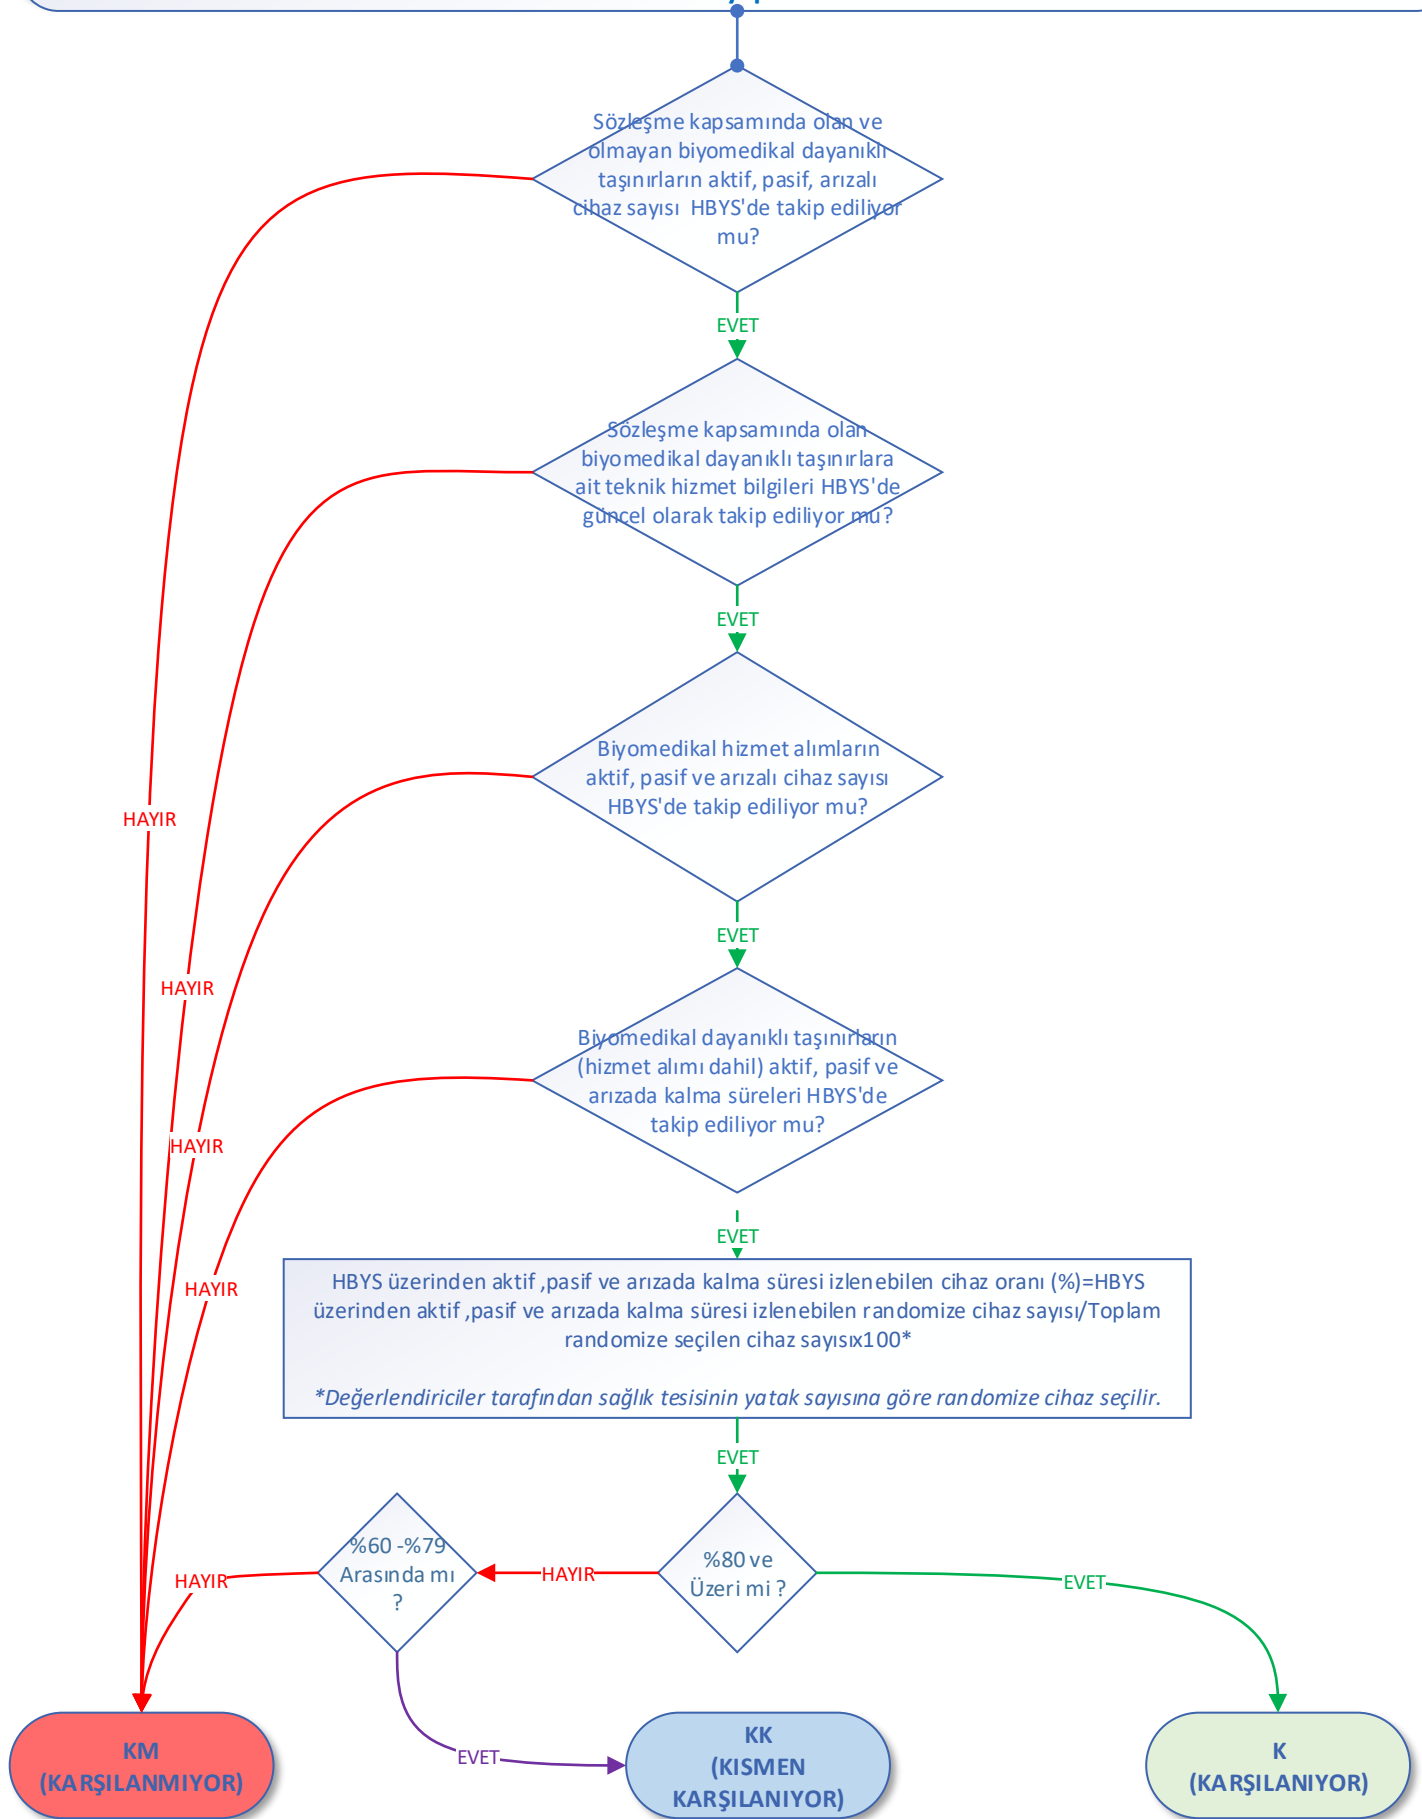 Sözleşme kapsamında olan ve
olmayan biyomedikal dayanıklı
taşınırların aktif, pasif, arızalı
cihaz sayısı HBYS'de takip ediliyor
mu?
EVET
Sözleşme kapsamında olan
biyomedikal dayanıklı taşınırlara
ait teknik hizmet bilgileri HBYS'de
güncel olarak takip ediliyor mu?
EVET
Biyomedikal hizmet alımların
aktif, pasif ve arızalı cihaz sayısı
HBYS'de takip ediliyor mu?
HAYIR
EVET
HAYIR
Biyomedikal dayanıklı taşınırların
(hizmet alımı dahil) aktif, pasif ve
arızada kalma süreleri HBYS'de
takip ediliyor mu?
HAYIR
EVET
HAYIR
HBYS üzerinden aktif ,pasif ve arızada kalma süresi izlenebilen cihaz oranı (%)=HBYS
üzerinden aktif ,pasif ve arızada kalma süresi izlenebilen randomize cihaz sayısı/Toplam
randomize seçilen cihaz sayısıx100*
*Değerlendiriciler tarafından sağlık tesisinin yatak sayısına göre randomize cihaz seçilir.
EVET
%60 -%79
Arasında mı
?
%80 ve
Üzeri mi ?
HAYIR
HAYIR
EVET
EVET
KM
(KARŞILANMIYOR)
KK
(KISMEN
KARŞILANIYOR)
K
(KARŞILANIYOR)